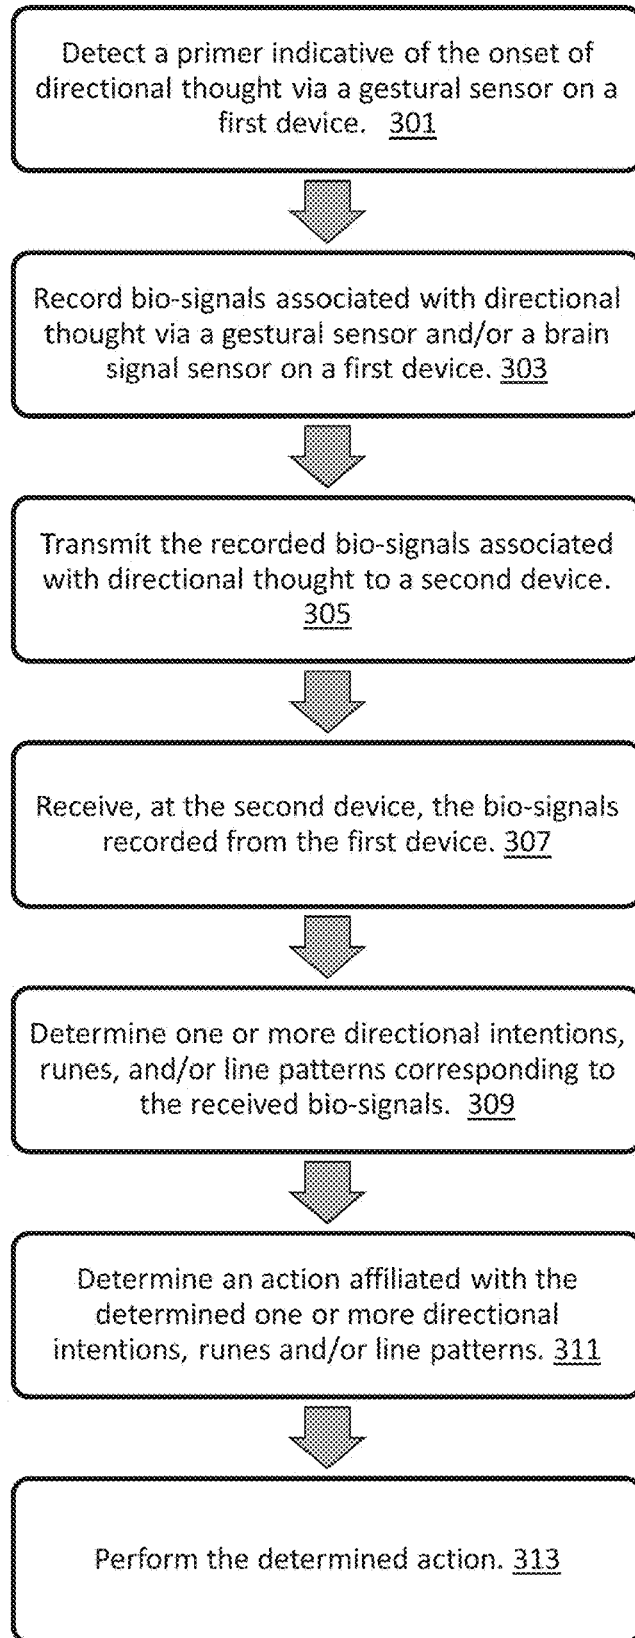 Detect a primer indicative of the onset of
directional thought via a gestural sensor on a
first device. 301
Record bio-signals associated with directional
thought via a gestural sensor and/or a brain
signal sensor on a first device. 303
Transmit the recorded bio-signals associated
with directional thought to a second device.
305
Receive, at the second device, the bio-signals
recorded from the first device. 307
Determine one or more directional intentions,
runes, and/or line patterns corresponding to
the received bio-signals. 309
Determine an action affiliated with the
determined one or more directional
intentions, runes and/or line patterns. 311
Perform the determined action. 313